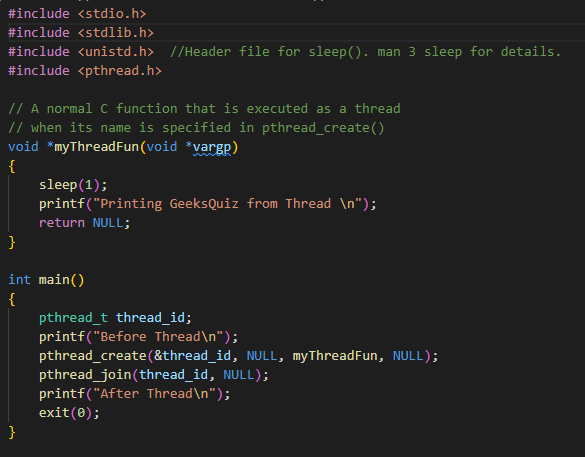 #include <stdio.h>
#include <stdlib.h>
#include <unistd.h>  //Header file for sleep(). man 3 sleep for details.
#include <pthread.h>

// A normal C function that is executed as a thread
// when its name is specified in pthread_create()
void *myThreadFun(void *vargp)
{
    sleep(1);
    printf("Printing GeeksQuiz from Thread \n");
    return NULL;
}

int main()
{
    pthread_t thread_id;
    printf("Before Thread\n");
    pthread_create(&thread_id, NULL, myThreadFun, NULL);
    pthread_join(thread_id, NULL);
    printf("After Thread\n");
    exit(0);
}